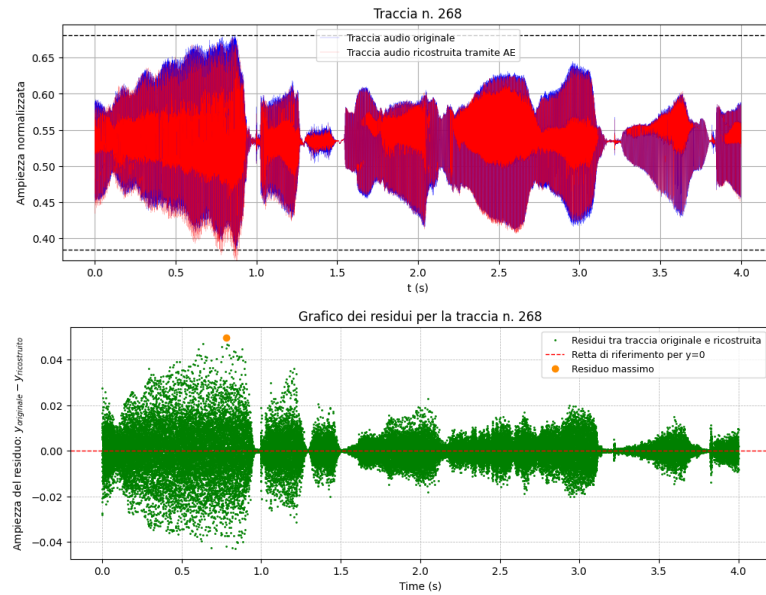 Traccia n. 268
Traccia audio originale
Traccia audio ricostruita tramite AE
Ampiezza normalizzata
0.65
0.60
0.55
0.50
0.45
0.40
0.0 0.5 1.0 1.5 2.0 2.5 3.0 3.5 4.0
t (s)
Grafico dei residui per la traccia n. 268
Residui tra traccia originale e ricostruita
Retta di riferimento per y=0
Residuo massimo
Ampiezza del residuo: y_originale − y_ricostruito
0.04
0.02
0.00
−0.02
−0.04
0.0 0.5 1.0 1.5 2.0 2.5 3.0 3.5 4.0
Time (s)